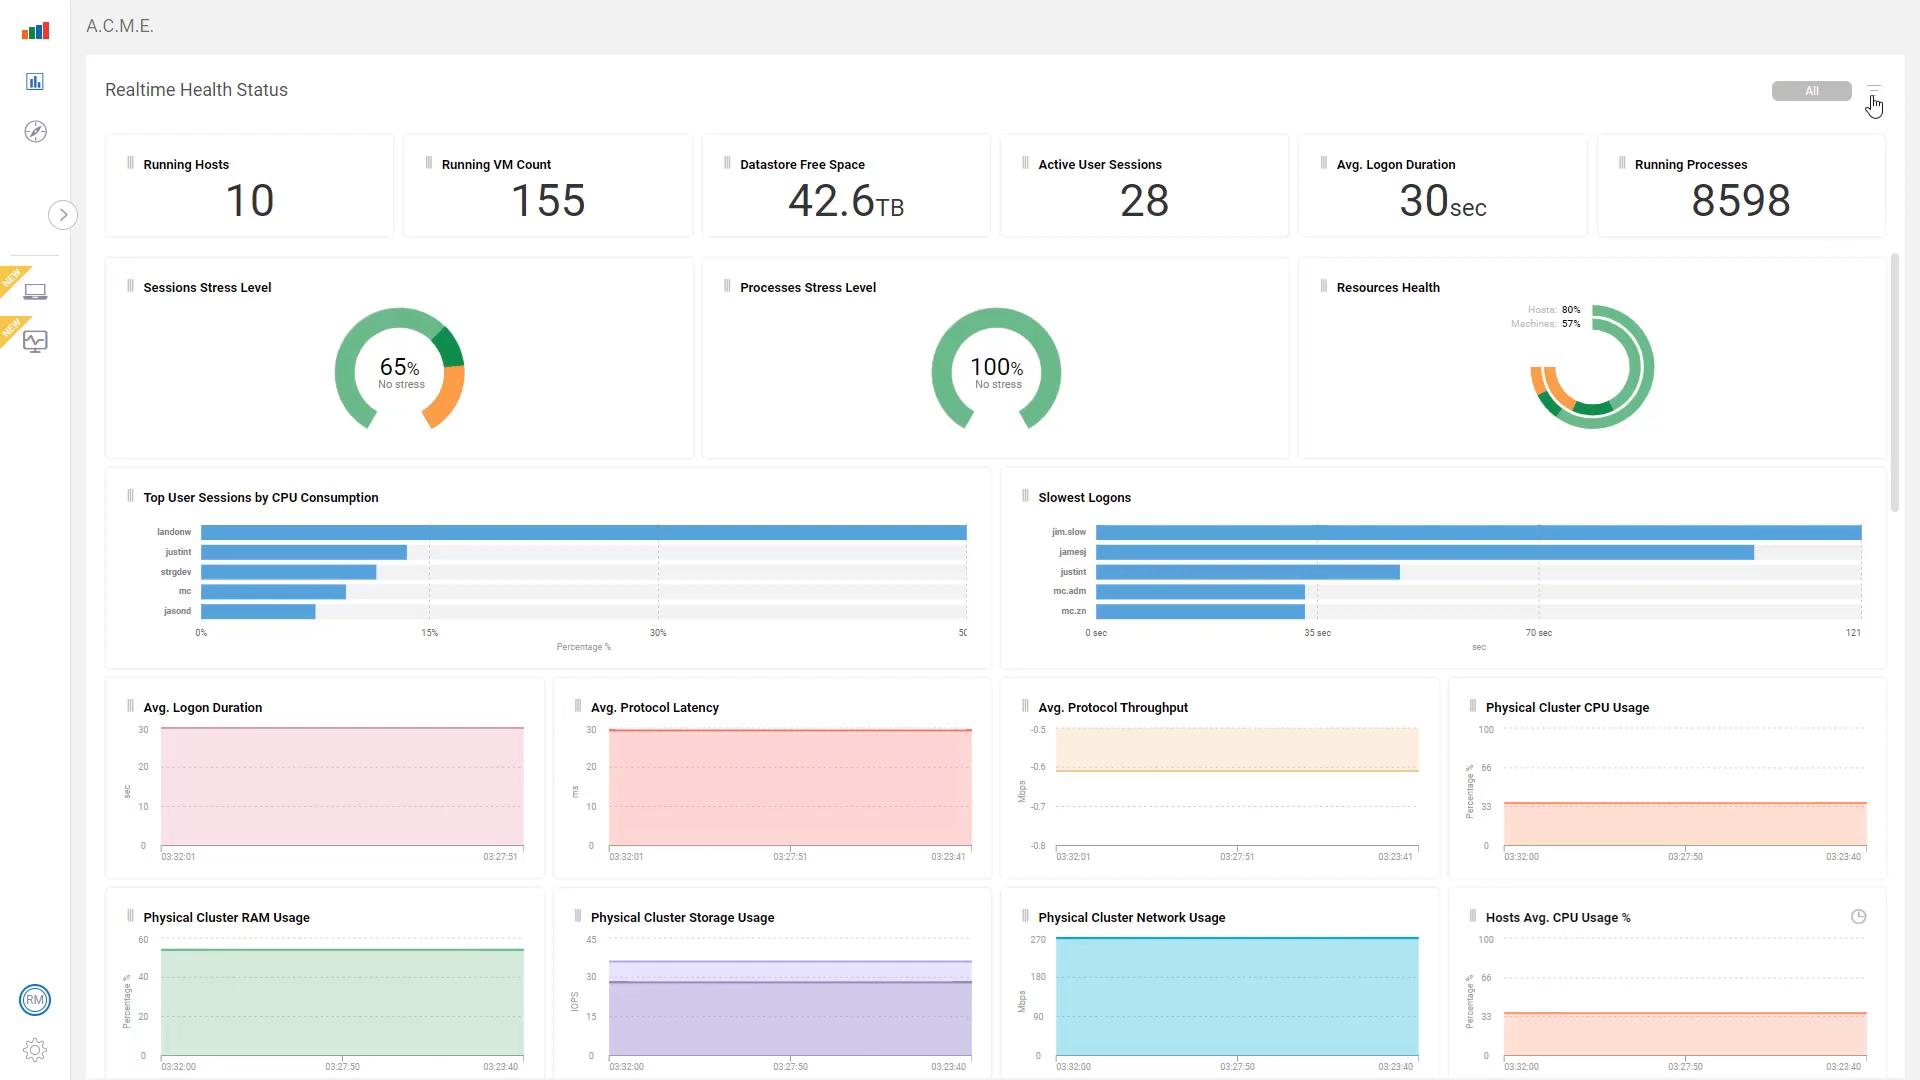 A.C.M.E.
Realtime Health Status
All
Running Hosts
10
Running VM Count
155
Datastore Free Space
42.6TB
Active User Sessions
28
Avg. Logon Duration
30sec
Running Processes
8598
NEW
NEW
Sessions Stress Level
65%
No stress
Processes Stress Level
100%
No stress
Resources Health
Hosts: 80%
Machines: 57%
Top User Sessions by CPU Consumption
landonw
justint
strgdev
mc
jasond
0% 15% 30% 50
Percentage %
Slowest Logons
jim.slow
jamesj
justint
mc.adm
mc.zn
0 sec 35 sec 70 sec 121
sec
Avg. Logon Duration
30
20
10
0
sec
03:32:01 03:27:51
Avg. Protocol Latency
30
20
10
0
ms
03:32:01 03:27:51 03:23:41
Avg. Protocol Throughput
-0.5
-0.6
-0.7
-0.8
Mbps
03:32:01 03:27:51 03:23:41
Physical Cluster CPU Usage
100
66
33
0
Percentage %
03:32:00 03:27:50 03:23:40
Physical Cluster RAM Usage
60
40
20
0
Percentage %
03:32:00 03:27:50 03:23:40
Physical Cluster Storage Usage
45
30
15
0
IOPS
03:32:00 03:27:50 03:23:40
Physical Cluster Network Usage
270
180
90
0
Mbps
03:32:00 03:27:50 03:23:40
Hosts Avg. CPU Usage %
100
66
33
0
Percentage %
03:32:00 03:27:50 03:23:40
RM